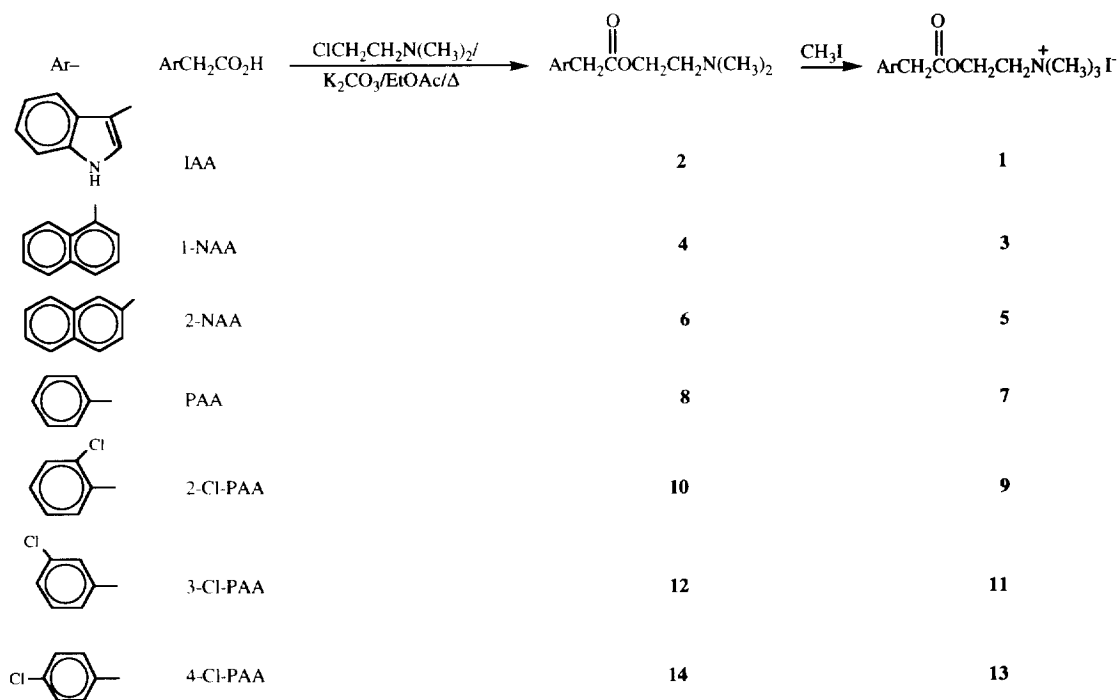 Ar–
ArCH2CO2H
ClCH2CH2N(CH3)2/
K2CO3/EtOAc/Δ
O
ArCH2COCH2CH2N(CH3)2
CH3I
O
ArCH2COCH2CH2N(CH3)3 I-
+
N
H
IAA
2
1
1-NAA
4
3
2-NAA
6
5
PAA
8
7
Cl
2-Cl-PAA
10
9
Cl
3-Cl-PAA
12
11
Cl
4-Cl-PAA
14
13